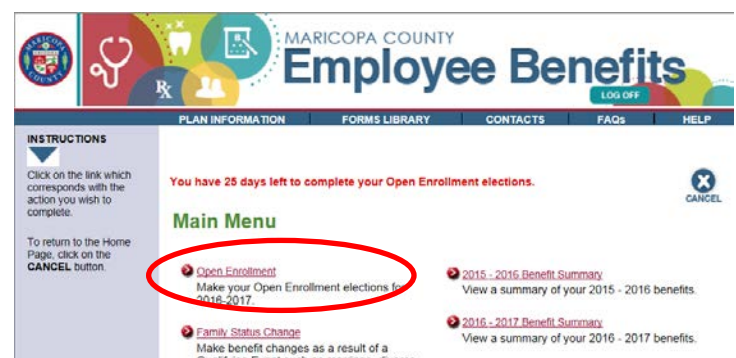 MARICOPA COUNTY
MARICOPA COUNTY
Employee Benefits
Rx
LOG OFF
PLAN INFORMATION FORMS LIBRARY CONTACTS FAQs HELP
INSTRUCTIONS
Click on the link which
corresponds with the
action you wish to
complete.
To return to the Home
Page, click on the
CANCEL button.
You have 25 days left to complete your Open Enrollment elections.
CANCEL
Main Menu
Open Enrollment
Make your Open Enrollment elections for
2016-2017.
Family Status Change
Make benefit changes as a result of a
2015 - 2016 Benefit Summary
View a summary of your 2015 - 2016 benefits.
2016 - 2017 Benefit Summary
View a summary of your 2016 - 2017 benefits.